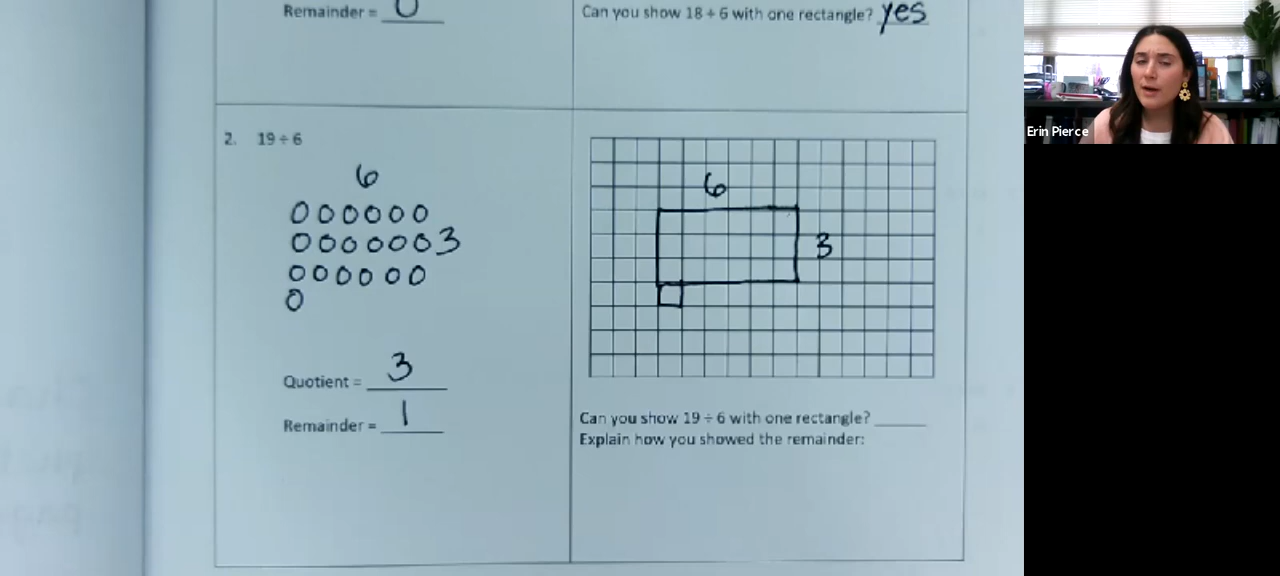 Remainder = 0
Can you show 18 ÷ 6 with one rectangle? yes
2. 19 ÷ 6
6
000000
0000003
000000
0
Quotient = 3
Remainder = 1
6
3
Can you show 19 ÷ 6 with one rectangle? ______
Explain how you showed the remainder:
Erin Pierce